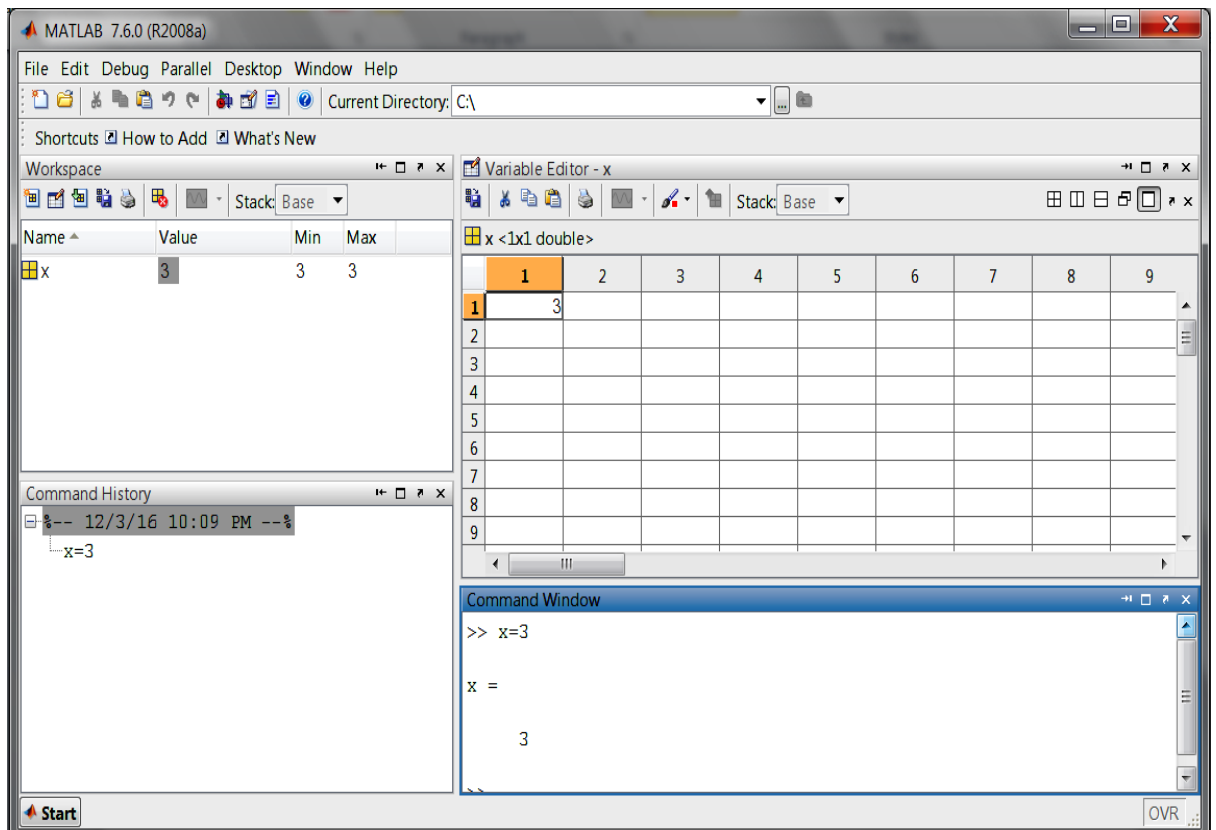 MATLAB 7.6.0 (R2008a)
File Edit Debug Parallel Desktop Window Help
Current Directory: C:\ ...
Shortcuts How to Add What's New
Workspace
Stack: Base
Name Value Min Max
x 3 3 3
Command History
%-- 12/3/16 10:09 PM --%
x=3
Variable Editor - x
Stack: Base
x <1x1 double>
1 2 3 4 5 6 7 8 9
1 3
2
3
4
5
6
7
8
9
Command Window
>> x=3
x =
3
>>
Start
OVR